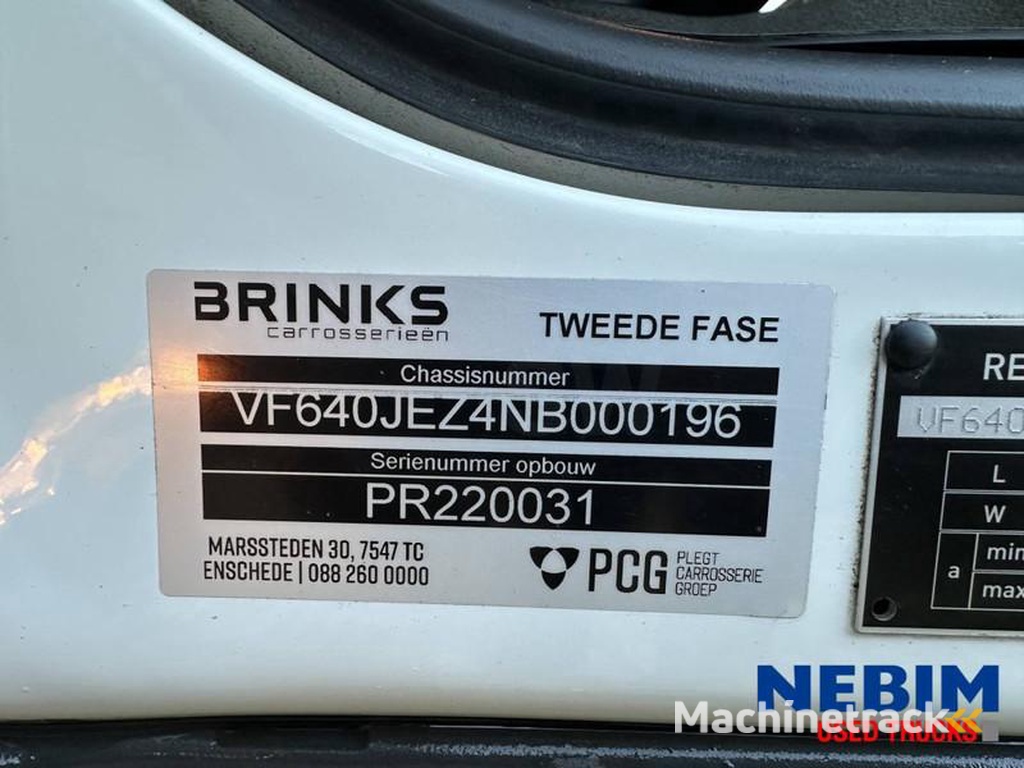 BRINKS
carrosserieën
TWEEDE FASE
Chassisnummer
VF640JEZ4NB000196
Serienummer opbouw
PR220031
MARSSTEDEN 30, 7547 TC
ENSCHEDE | 088 260 0000
PCG
PLEGT
CARROSSERIE
GROEP
RE
VF640
L
W
a
min
max
NEBIM
USED TRUCKS
Machinetrack